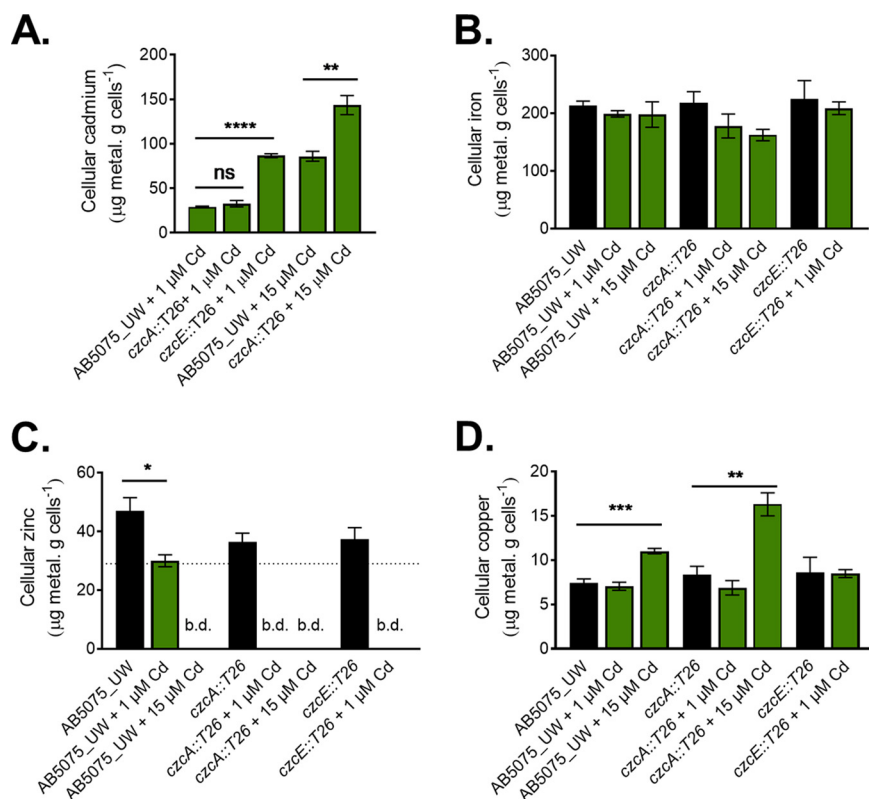 A.
Cellular cadmium
(μg metal. g cells-1)
200
150
100
50
0
**
****
ns
AB5075_UW + 1 μM Cd
czcA::T26+ 1 μM Cd
czcE::T26 + 1 μM Cd
AB5075_UW + 15 μM Cd
czcA::T26 + 15 μM Cd
B.
Cellular iron
(μg metal. g cells-1)
300
200
100
0
AB5075_UW
AB5075_UW + 1 μM Cd
AB5075_UW + 15 μM Cd
czcA::T26
czcA::T26 + 1 μM Cd
czcA::T26 + 15 μM Cd
czcE::T26
czcE::T26 + 1 μM Cd
C.
Cellular zinc
(μg metal. g cells-1)
60
40
20
0
*
b.d.
b.d.
b.d.
b.d.
AB5075_UW
AB5075_UW + 1 μM Cd
AB5075_UW + 15 μM Cd
czcA::T26
czcA::T26 + 1 μM Cd
czcA::T26 + 15 μM Cd
czcE::T26
czcE::T26 + 1 μM Cd
D.
Cellular copper
(μg metal. g cells-1)
20
15
10
5
0
***
**
AB5075_UW
AB5075_UW + 1 μM Cd
AB5075_UW + 15 μM Cd
czcA::T26
czcA::T26 + 1 μM Cd
czcA::T26 + 15 μM Cd
czcE::T26
czcE::T26 + 1 μM Cd